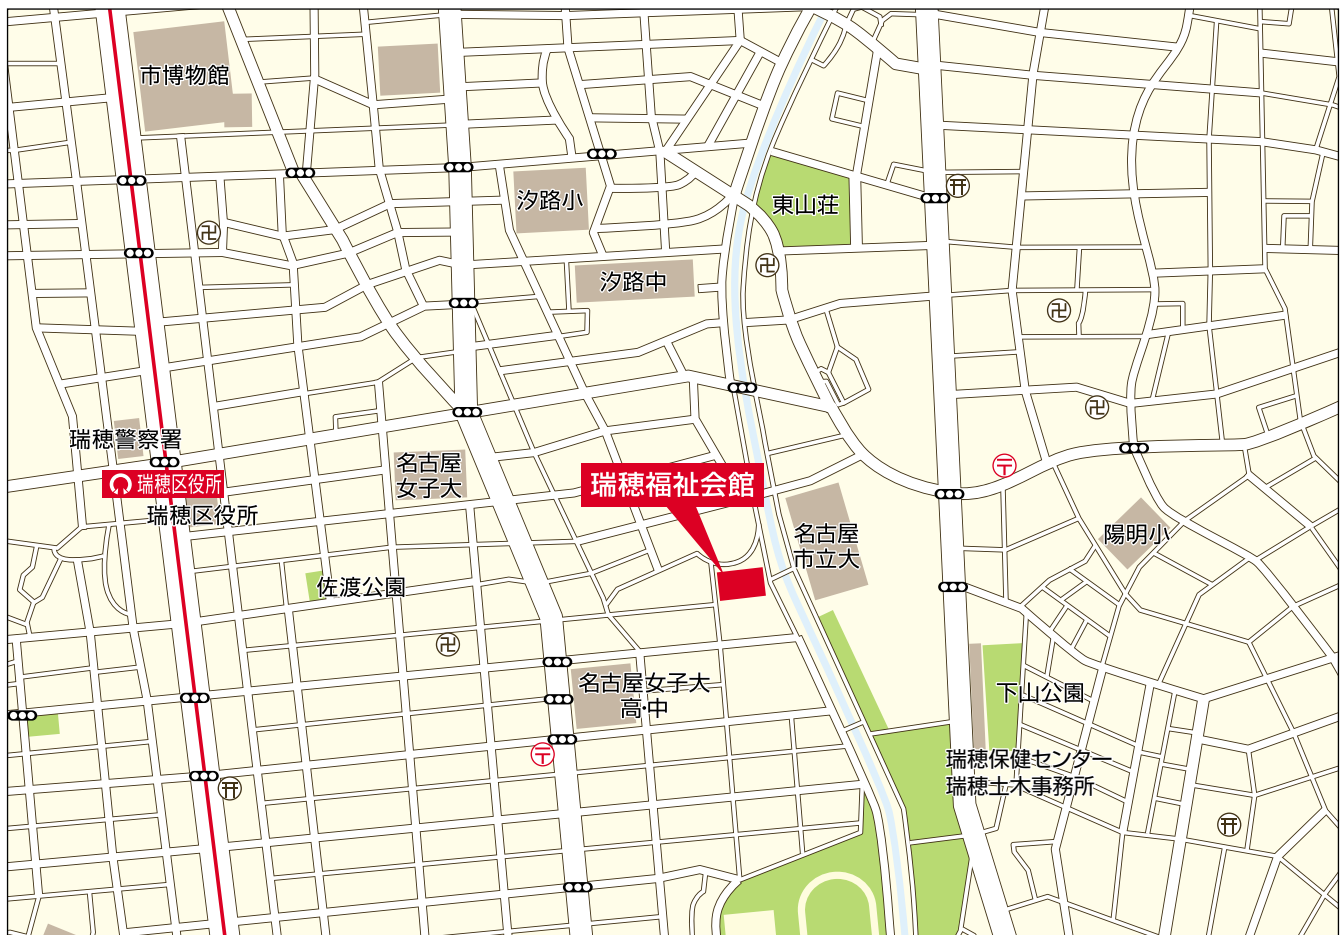 市博物館
汐路小
東山荘
汐路中
瑞穂警察署
瑞穂区役所
瑞穂区役所
名古屋
女子大
瑞穂福祉会館
名古屋
市立大
陽明小
佐渡公園
名古屋女子大
高・中
下山公園
瑞穂保健センター
瑞穂土木事務所